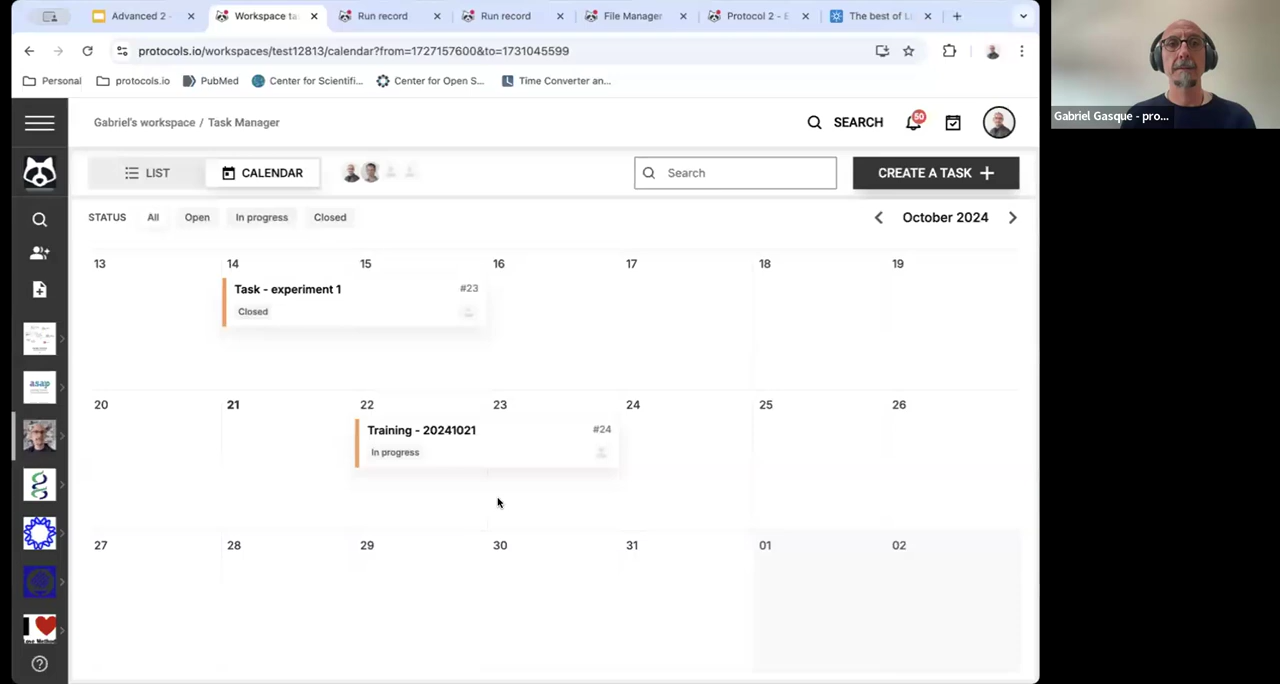 Advanced 2 -
Workspace ta
Run record
Run record
File Manager
Protocol 2 - E
The best of Li
protocols.io/workspaces/test12813/calendar?from=1727157600&to=1731045599
Personal
protocols.io
PubMed
Center for Scientifi...
Center for Open S...
Time Converter an...
Gabriel Gasque - pro...
Gabriel's workspace / Task Manager
SEARCH
50
LIST
CALENDAR
Search
CREATE A TASK +
STATUS
All
Open
In progress
Closed
October 2024
13 14 15 16 17 18 19
Task - experiment 1 #23
Closed
asap
20 21 22 23 24 25 26
Training - 20241021 #24
In progress
27 28 29 30 31 01 02
I